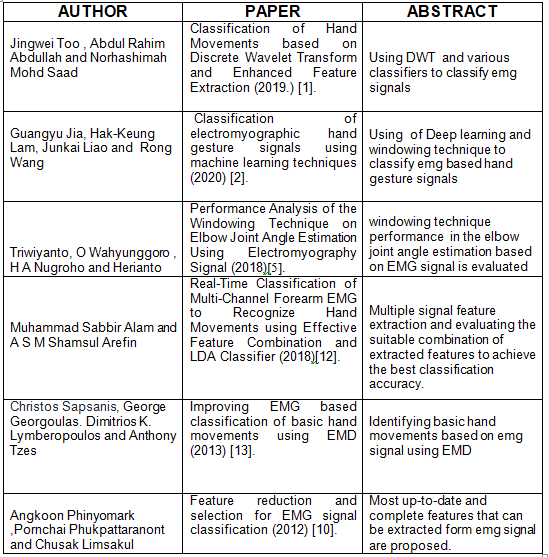 AUTHOR PAPER ABSTRACT
Jingwei Too , Abdul Rahim
Abdullah and Norhashimah
Mohd Saad
Classification of Hand
Movements based on
Discrete Wavelet Transform
and Enhanced Feature
Extraction (2019.) [1].
Using DWT and various
classifiers to classify emg
signals
Guangyu Jia, Hak-Keung
Lam, Junkai Liao and Rong
Wang
Classification of
electromyographic hand
gesture signals using
machine learning techniques
(2020) [2].
Using of Deep learning and
windowing technique to
classify emg based hand
gesture signals
Triwiyanto, O Wahyunggoro ,
H A Nugroho and Herianto
Performance Analysis of the
Windowing Technique on
Elbow Joint Angle Estimation
Using Electromyography
Signal (2018)[5].
windowing technique
performance in the elbow
joint angle estimation based
on EMG signal is evaluated
Muhammad Sabbir Alam and
A S M Shamsul Arefin
Real-Time Classification of
Multi-Channel Forearm EMG
to Recognize Hand
Movements using Effective
Feature Combination and
LDA Classifier (2018)[12].
Multiple signal feature
extraction and evaluating the
suitable combination of
extracted features to achieve
the best classification
accuracy.
Christos Sapsanis, George
Georgoulas. Dimitrios K.
Lymberopoulos and Anthony
Tzes
Improving EMG based
classification of basic hand
movements using EMD
(2013) [13].
Identifying basic hand
movements based on emg
signal using EMD
Angkoon Phinyomark
,Pornchai Phukpattaranont
and Chusak Limsakul
Feature reduction and
selection for EMG signal
classification (2012) [10].
Most up-to-date and
complete features that can
be extracted form emg signal
are proposed.